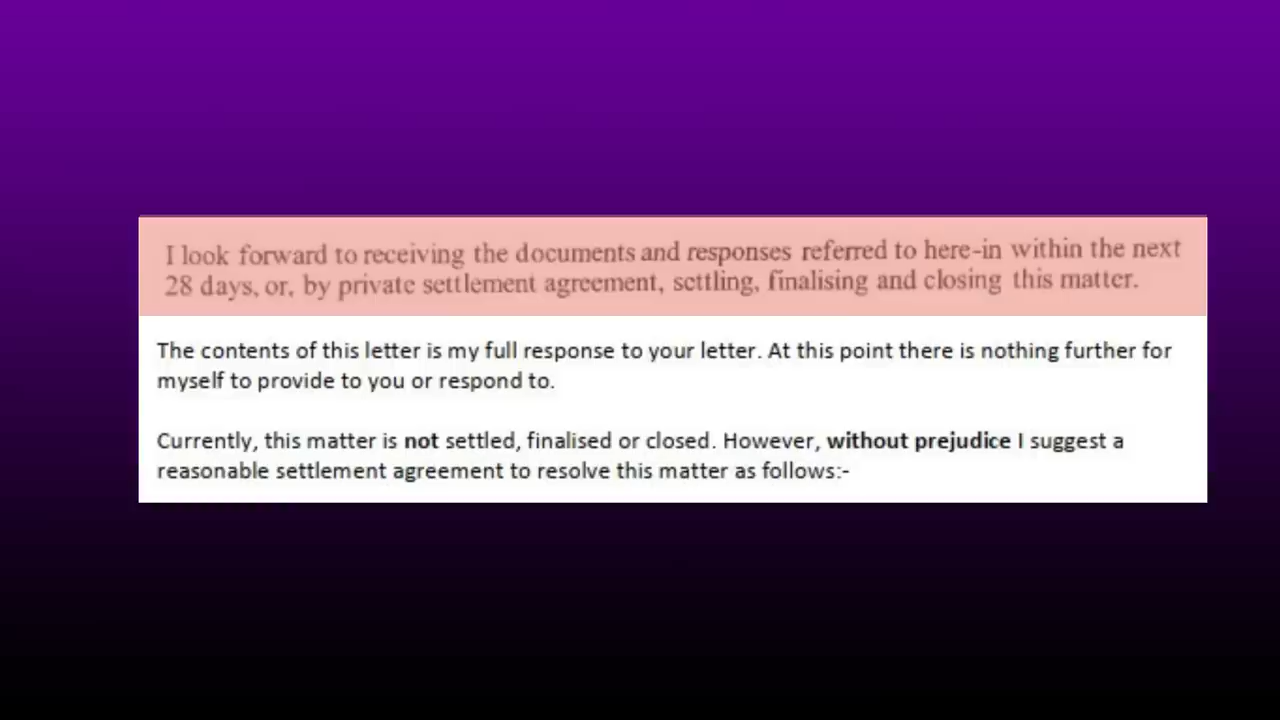 I look forward to receiving the documents and responses referred to here-in within the next
28 days, or, by private settlement agreement, settling, finalising and closing this matter.
The contents of this letter is my full response to your letter. At this point there is nothing further for
myself to provide to you or respond to.
Currently, this matter is not settled, finalised or closed. However, without prejudice I suggest a
reasonable settlement agreement to resolve this matter as follows:-